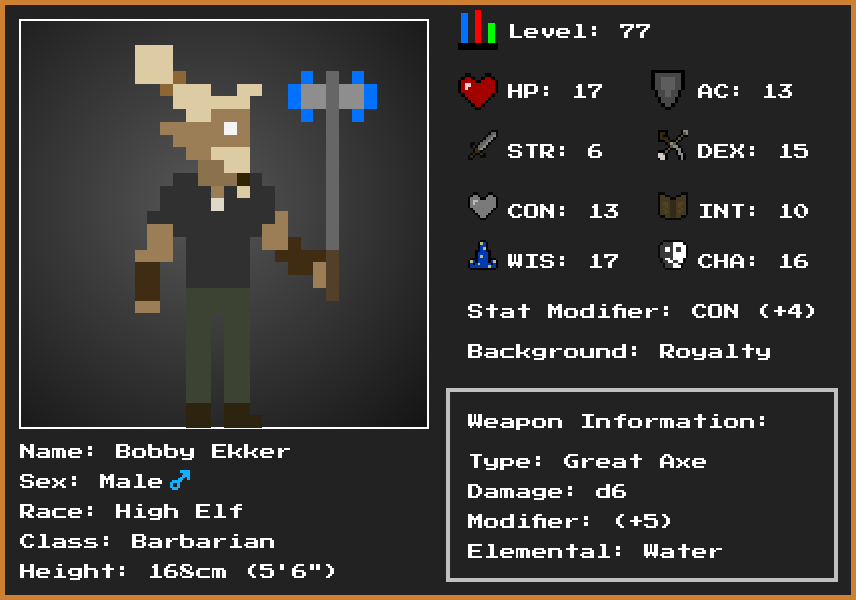 Level: 77
HP: 17
AC: 13
STR: 6
DEX: 15
CON: 13
INT: 10
WIS: 17
CHA: 16
Stat Modifier: CON (+4)
Background: Royalty
Weapon Information:
Type: Great Axe
Damage: d6
Modifier: (+5)
Elemental: Water
Name: Bobby Ekker
Sex: Male♂
Race: High Elf
Class: Barbarian
Height: 168cm (5'6")